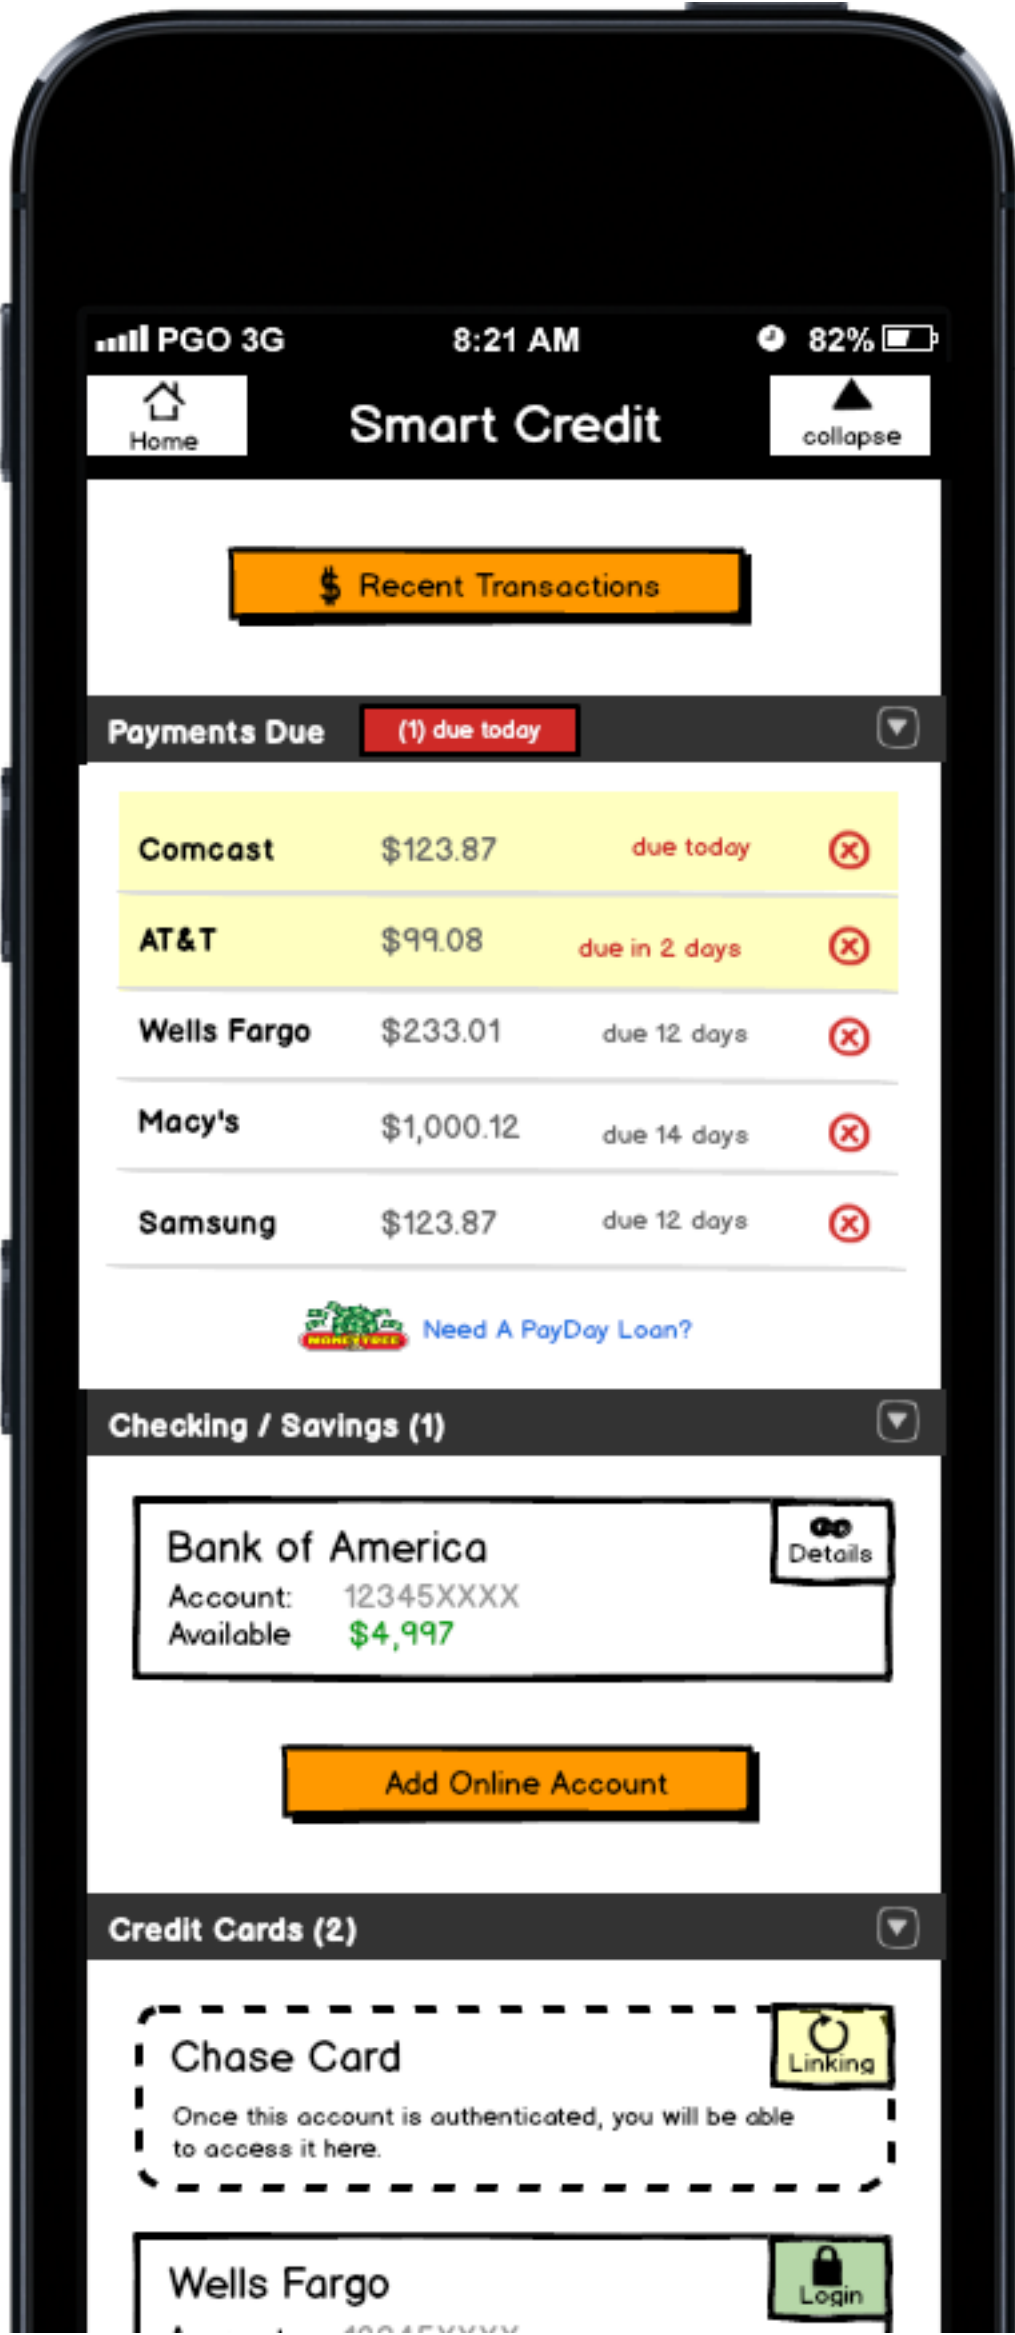 PGO 3G 8:21 AM 82%
Home Smart Credit collapse
$ Recent Transactions
Payments Due (1) due today
Comcast $123.87 due today
AT&T $99.08 due in 2 days
Wells Fargo $233.01 due 12 days
Macy's $1,000.12 due 14 days
Samsung $123.87 due 12 days
MONEYTREE Need A PayDay Loan?
Checking / Savings (1)
Bank of America Details
Account: 12345XXXX
Available $4,997
Add Online Account
Credit Cards (2)
Chase Card Linking
Once this account is authenticated, you will be able
to access it here.
Wells Fargo Login